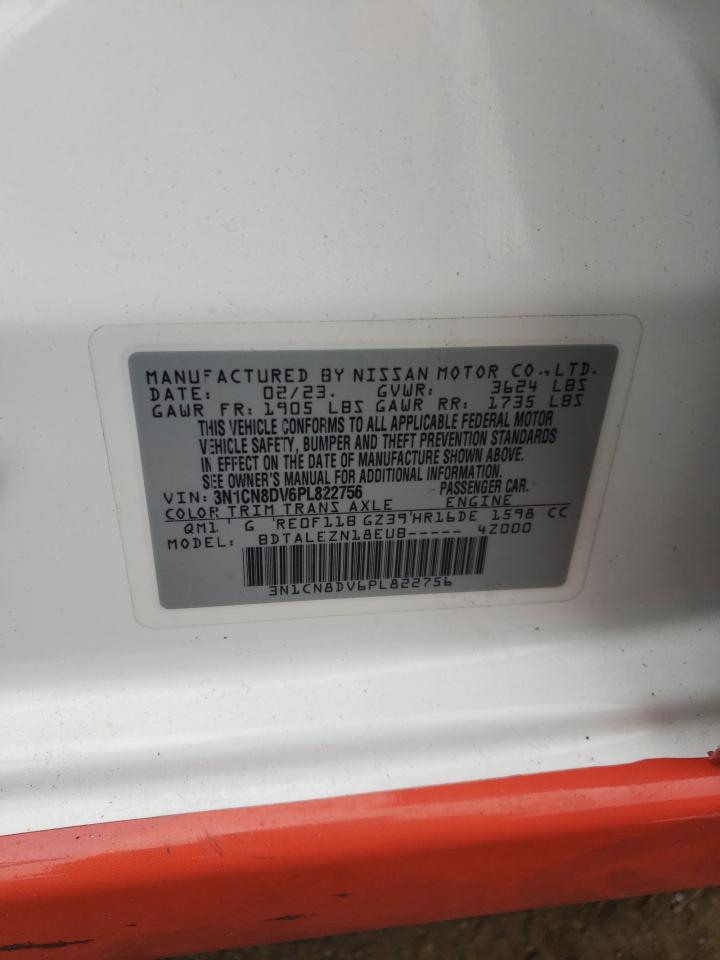 MANUFACTURED BY NISSAN MOTOR CO., LTD.
DATE: 02/23. GVWR: 3624 LBS
GAWR FR: 1905 LBS GAWR RR: 1735 LBS
THIS VEHICLE CONFORMS TO ALL APPLICABLE FEDERAL MOTOR
VEHICLE SAFETY, BUMPER AND THEFT PREVENTION STANDARDS
IN EFFECT ON THE DATE OF MANUFACTURE SHOWN ABOVE.
SEE OWNER'S MANUAL FOR ADDITIONAL INFORMATION.
VIN: 3N1CN8DV6PL822756 PASSENGER CAR.
COLOR TRIM TRANS AXLE ENGINE
QM1 G RE0F11B GZ39 HR16DE 1598 CC
MODEL: BDTALEZN18EUB----- 4Z000
3N1CN8DV6PL822756